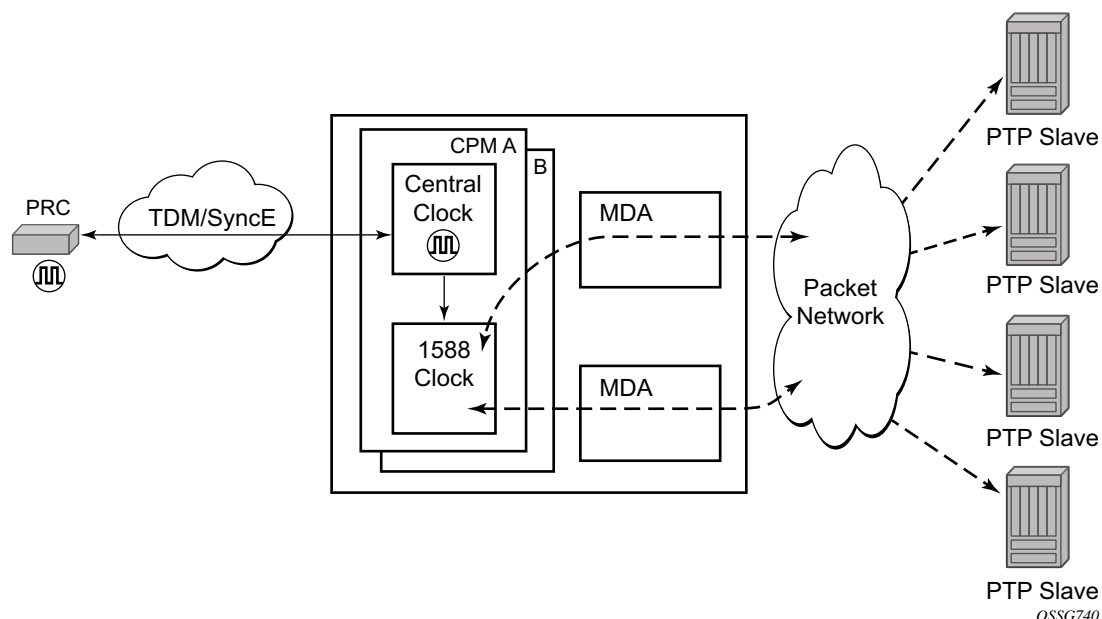 PRC
TDM/SyncE
CPM A
B
Central
Clock
1588
Clock
MDA
MDA
Packet
Network
PTP Slave
PTP Slave
PTP Slave
PTP Slave
OSSG740